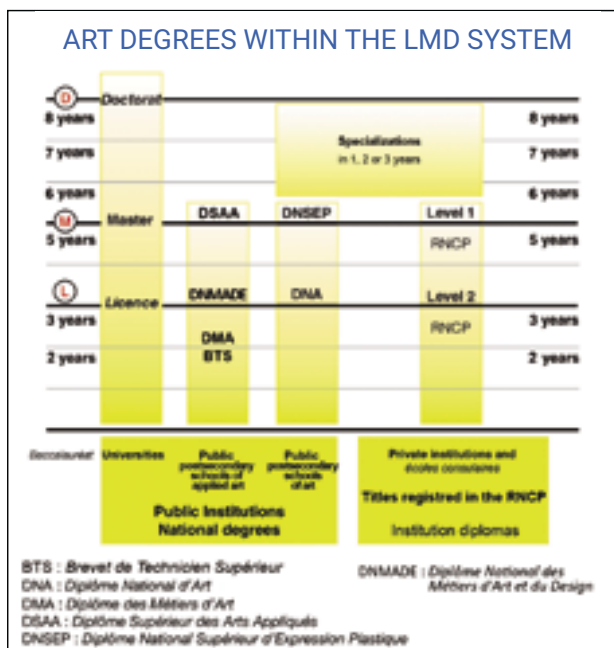 ART DEGREES WITHIN THE LMD SYSTEM
D Doctorat
8 years 8 years
Specializations
in 1, 2 or 3 years
7 years 7 years
6 years 6 years
DSAA DNSEP Level 1
M Master
5 years RNCP 5 years
L DNMADE DNA Level 2
Licence
3 years RNCP 3 years
DMA
BTS
2 years 2 years
Baccalauréat Universities
Public
postsecondary
schools of
applied art
Public
postsecondary
schools
of art
Private institutions and
écoles consulaires
Public Institutions
National degrees
Titles registred in the RNCP
Institution diplomas
BTS : Brevet de Technicien Supérieur
DNA : Diplôme National d'Art
DMA : Diplôme des Métiers d'Art
DSAA : Diplôme Supérieur des Arts Appliqués
DNSEP : Diplôme National Supérieur d'Expression Plastique
DNMADE : Diplôme National des
Métiers d'Art et du Design